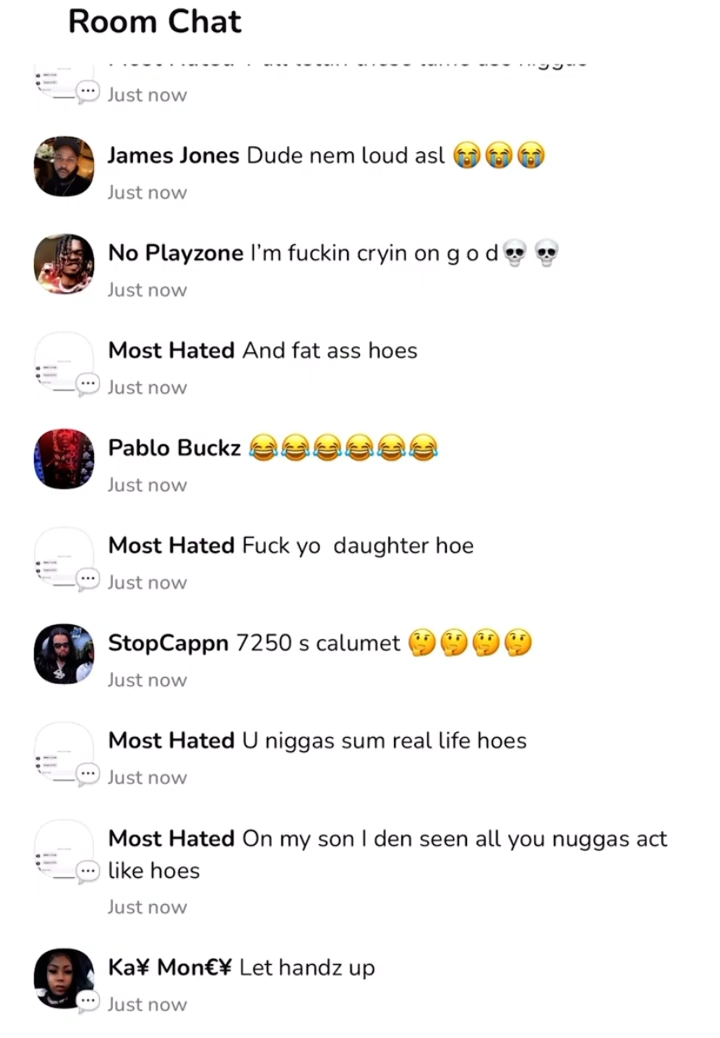 Room Chat
Just now
James Jones Dude nem loud asl 😭😭😭
Just now
No Playzone I'm fuckin cryin on g o d💀 💀
Just now
Most Hated And fat ass hoes
Just now
Pablo Buckz 😂😂😂😂😂😂
Just now
Most Hated Fuck yo  daughter hoe
Just now
StopCappn 7250 s calumet 🤔🤔🤔🤔
Just now
Most Hated U niggas sum real life hoes
Just now
Most Hated On my son I den seen all you nuggas act
like hoes
Just now
Ka¥ Mon€¥ Let handz up
Just now